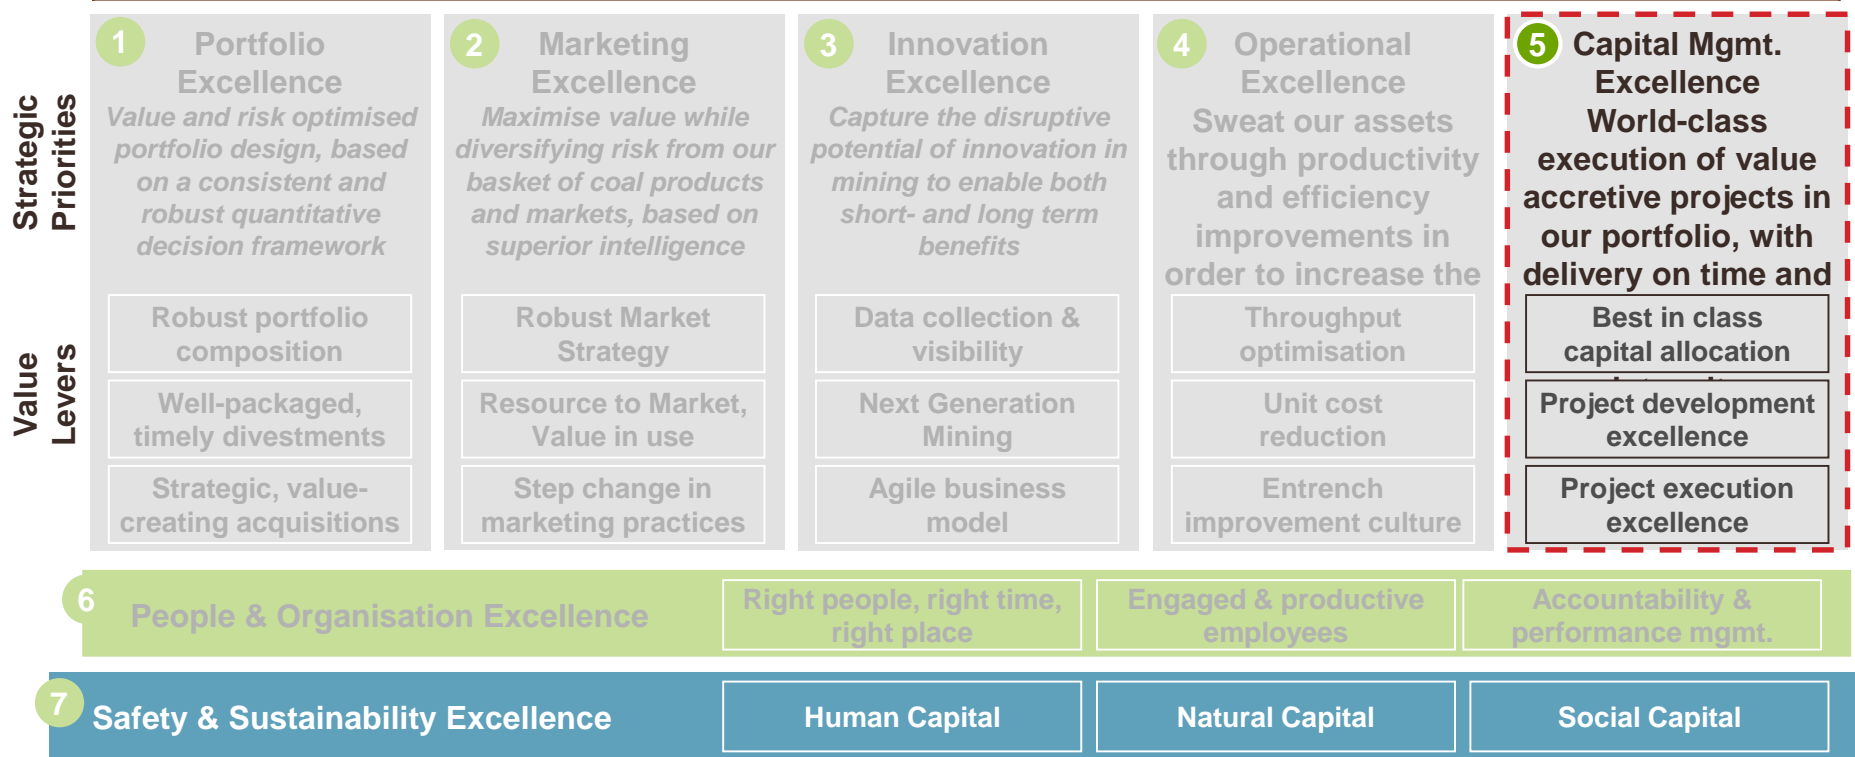 Strategic
Priorities
1
Portfolio
Excellence
Value and risk optimised
portfolio design, based
on a consistent and
robust quantitative
decision framework
2
Marketing
Excellence
Maximise value while
diversifying risk from our
basket of coal products
and markets, based on
superior intelligence
3
Innovation
Excellence
Capture the disruptive
potential of innovation in
mining to enable both
short- and long term
benefits
4
Operational
Excellence
Sweat our assets
through productivity
and efficiency
improvements in
order to increase the
5
Capital Mgmt.
Excellence
World-class
execution of value
accretive projects in
our portfolio, with
delivery on time and
Value
Levers
Robust portfolio
composition
Well-packaged,
timely divestments
Strategic, value-
creating acquisitions
Robust Market
Strategy
Resource to Market,
Value in use
Step change in
marketing practices
Data collection &
visibility
Next Generation
Mining
Agile business
model
Throughput
optimisation
Unit cost
reduction
Entrench
improvement culture
Best in class
capital allocation
Project development
excellence
Project execution
excellence
6
People & Organisation Excellence
Right people, right time,
right place
Engaged & productive
employees
Accountability &
performance mgmt.
7
Safety & Sustainability Excellence
Human Capital
Natural Capital
Social Capital